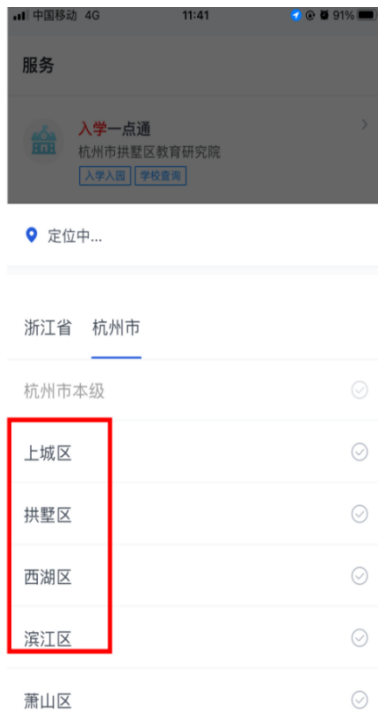 中国移动 4G 11:41 91%
服务
入学一点通
杭州市拱墅区教育研究院
入学入园 学校查询
定位中...
浙江省 杭州市
杭州市本级
上城区
拱墅区
西湖区
滨江区
萧山区